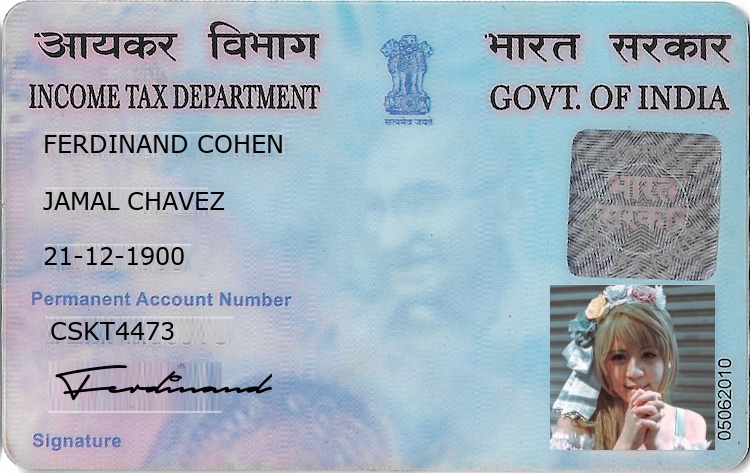 आयकर विभाग
भारत सरकार
INCOME TAX DEPARTMENT
GOVT. OF INDIA
सत्यमेव जयते
FERDINAND COHEN
JAMAL CHAVEZ
भारत सरकार
21-12-1900
Permanent Account Number
CSKT4473
Ferdinand
Signature
05062010